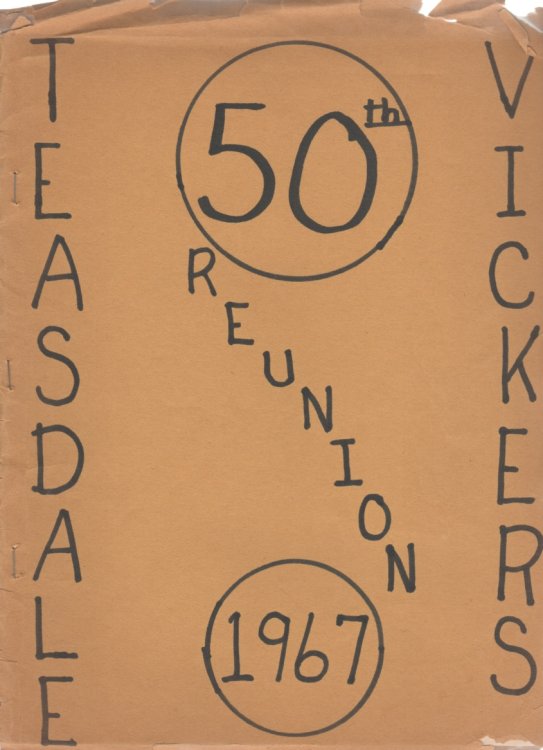 TEASDALE
50th
REUNION
1967
VICKERS